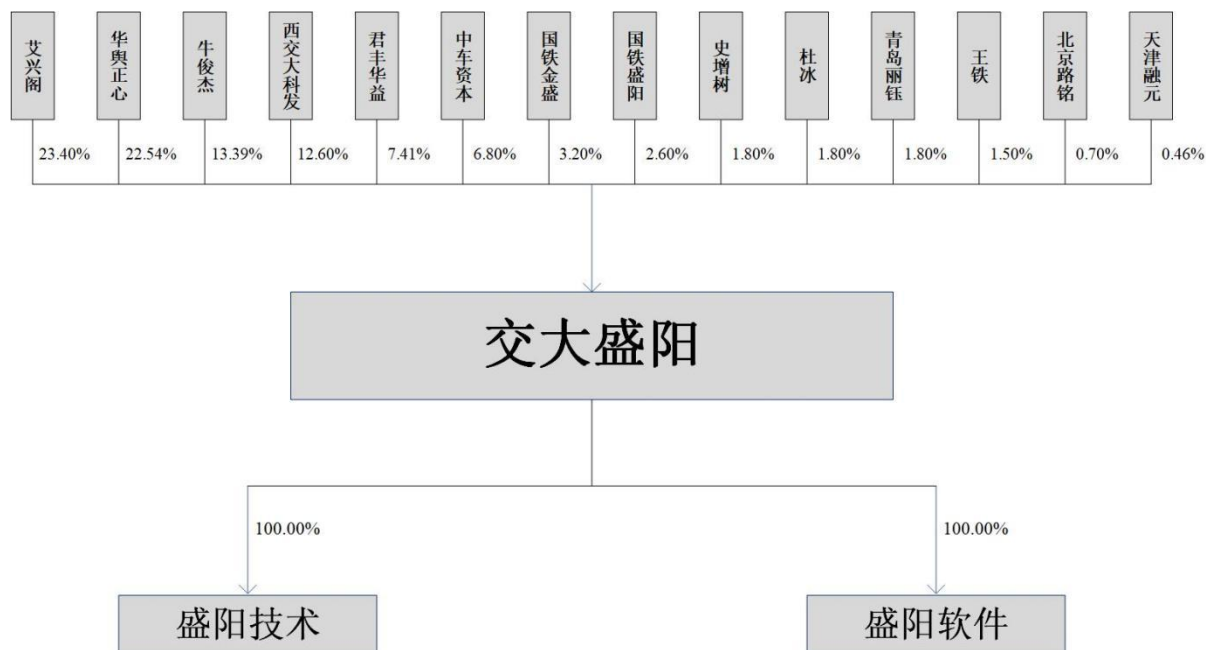 艾兴阁
华舆正心
牛俊杰
西交大科发
君丰华益
中车资本
国铁金盛
国铁盛阳
史增树
杜冰
青岛丽钰
王铁
北京路铭
天津融元
23.40%
22.54%
13.39%
12.60%
7.41%
6.80%
3.20%
2.60%
1.80%
1.80%
1.80%
1.50%
0.70%
0.46%
交大盛阳
100.00%
100.00%
盛阳技术
盛阳软件